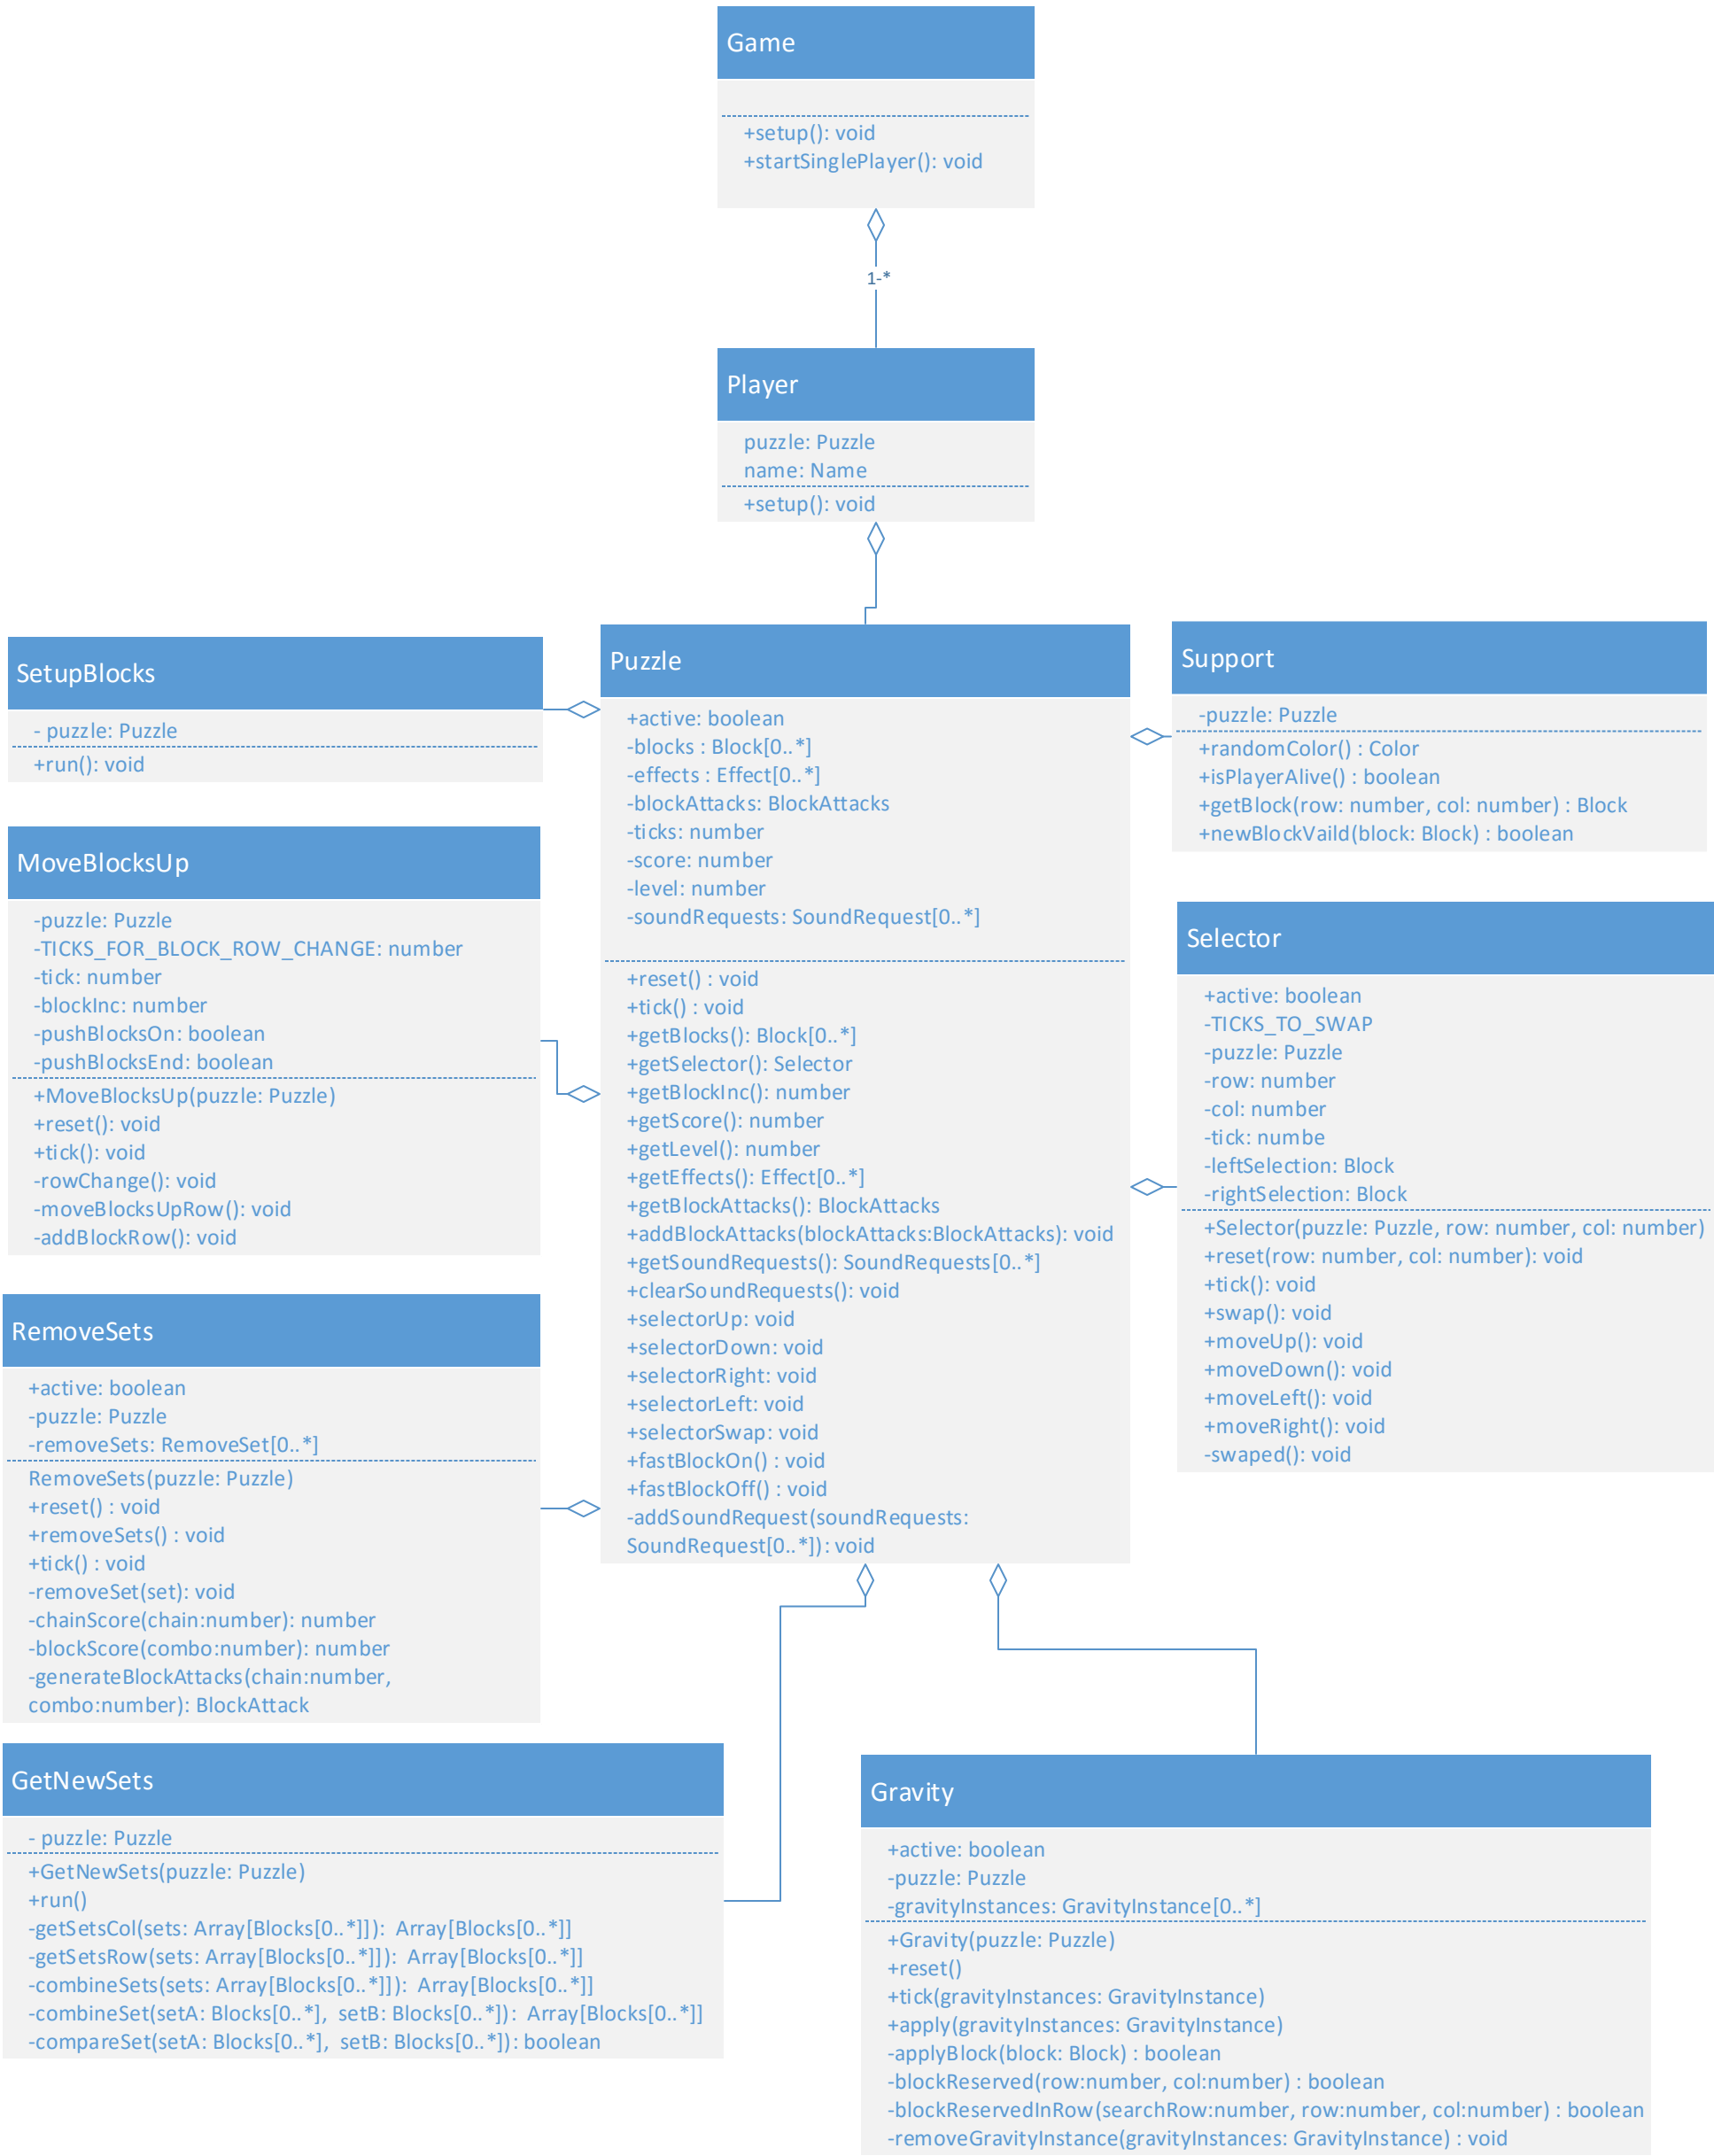 Game
+setup(): void
+startSinglePlayer(): void
1-*
Player
puzzle: Puzzle
name: Name
+setup(): void
SetupBlocks
- puzzle: Puzzle
+run(): void
MoveBlocksUp
-puzzle: Puzzle
-TICKS_FOR_BLOCK_ROW_CHANGE: number
-tick: number
-blockInc: number
-pushBlocksOn: boolean
-pushBlocksEnd: boolean
+MoveBlocksUp(puzzle: Puzzle)
+reset(): void
+tick(): void
-rowChange(): void
-moveBlocksUpRow(): void
-addBlockRow(): void
RemoveSets
+active: boolean
-puzzle: Puzzle
-removeSets: RemoveSet[0..*]
RemoveSets(puzzle: Puzzle)
+reset() : void
+removeSets() : void
+tick() : void
-removeSet(set): void
-chainScore(chain:number): number
-blockScore(combo:number): number
-generateBlockAttacks(chain:number,
combo:number): BlockAttack
Puzzle
+active: boolean
-blocks : Block[0..*]
-effects : Effect[0..*]
-blockAttacks: BlockAttacks
-ticks: number
-score: number
-level: number
-soundRequests: SoundRequest[0..*]
+reset() : void
+tick() : void
+getBlocks(): Block[0..*]
+getSelector(): Selector
+getBlockInc(): number
+getScore(): number
+getLevel(): number
+getEffects(): Effect[0..*]
+getBlockAttacks(): BlockAttacks
+addBlockAttacks(blockAttacks:BlockAttacks): void
+getSoundRequests(): SoundRequests[0..*]
+clearSoundRequests(): void
+selectorUp: void
+selectorDown: void
+selectorRight: void
+selectorLeft: void
+selectorSwap: void
+fastBlockOn() : void
+fastBlockOff() : void
-addSoundRequest(soundRequests:
SoundRequest[0..*]): void
Support
-puzzle: Puzzle
+randomColor() : Color
+isPlayerAlive() : boolean
+getBlock(row: number, col: number) : Block
+newBlockVaild(block: Block) : boolean
Selector
+active: boolean
-TICKS_TO_SWAP
-puzzle: Puzzle
-row: number
-col: number
-tick: numbe
-leftSelection: Block
-rightSelection: Block
+Selector(puzzle: Puzzle, row: number, col: number)
+reset(row: number, col: number): void
+tick(): void
+swap(): void
+moveUp(): void
+moveDown(): void
+moveLeft(): void
+moveRight(): void
-swaped(): void
GetNewSets
- puzzle: Puzzle
+GetNewSets(puzzle: Puzzle)
+run()
-getSetsCol(sets: Array[Blocks[0..*]]): Array[Blocks[0..*]]
-getSetsRow(sets: Array[Blocks[0..*]]): Array[Blocks[0..*]]
-combineSets(sets: Array[Blocks[0..*]]): Array[Blocks[0..*]]
-combineSet(setA: Blocks[0..*], setB: Blocks[0..*]): Array[Blocks[0..*]]
-compareSet(setA: Blocks[0..*], setB: Blocks[0..*]): boolean
Gravity
+active: boolean
-puzzle: Puzzle
-gravityInstances: GravityInstance[0..*]
+Gravity(puzzle: Puzzle)
+reset()
+tick(gravityInstances: GravityInstance)
+apply(gravityInstances: GravityInstance)
-applyBlock(block: Block) : boolean
-blockReserved(row:number, col:number) : boolean
-blockReservedInRow(searchRow:number, row:number, col:number) : boolean
-removeGravityInstance(gravityInstances: GravityInstance) : void